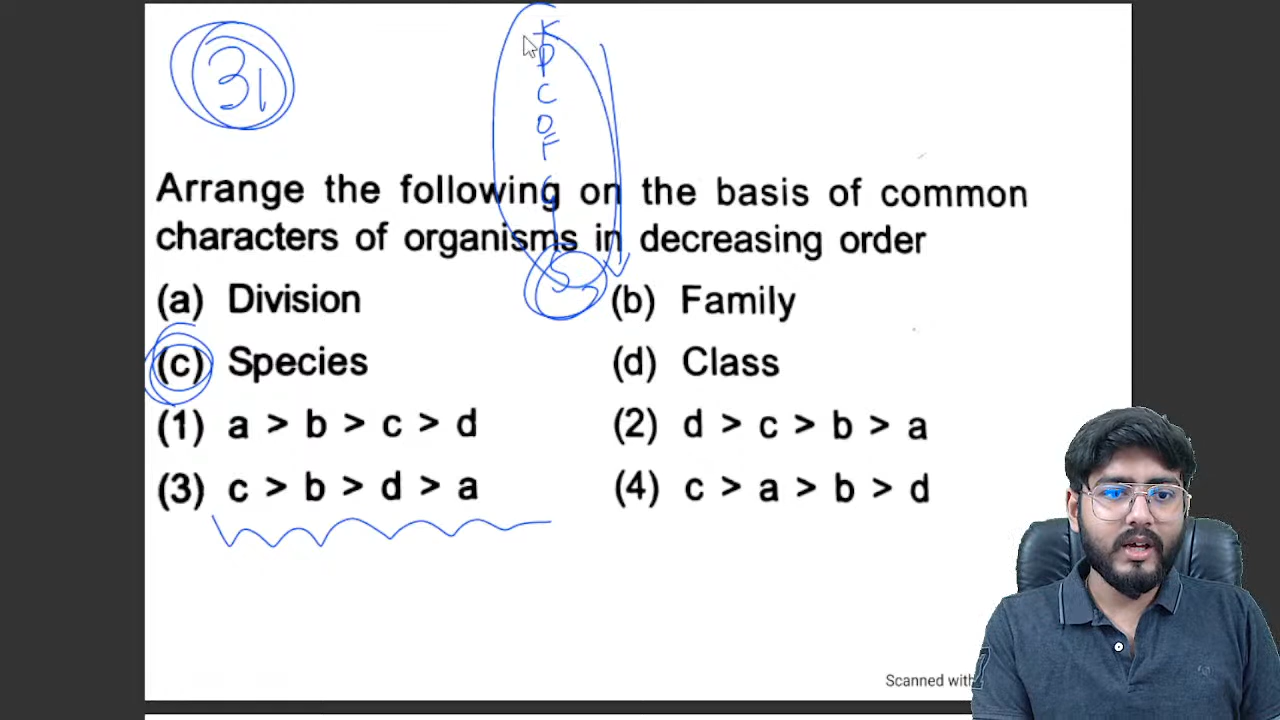 31
K
D
C
O
F
G
S
Arrange the following on the basis of common
characters of organisms in decreasing order
(a) Division (b) Family
(c) Species (d) Class
(1) a > b > c > d (2) d > c > b > a
(3) c > b > d > a (4) c > a > b > d
Scanned with